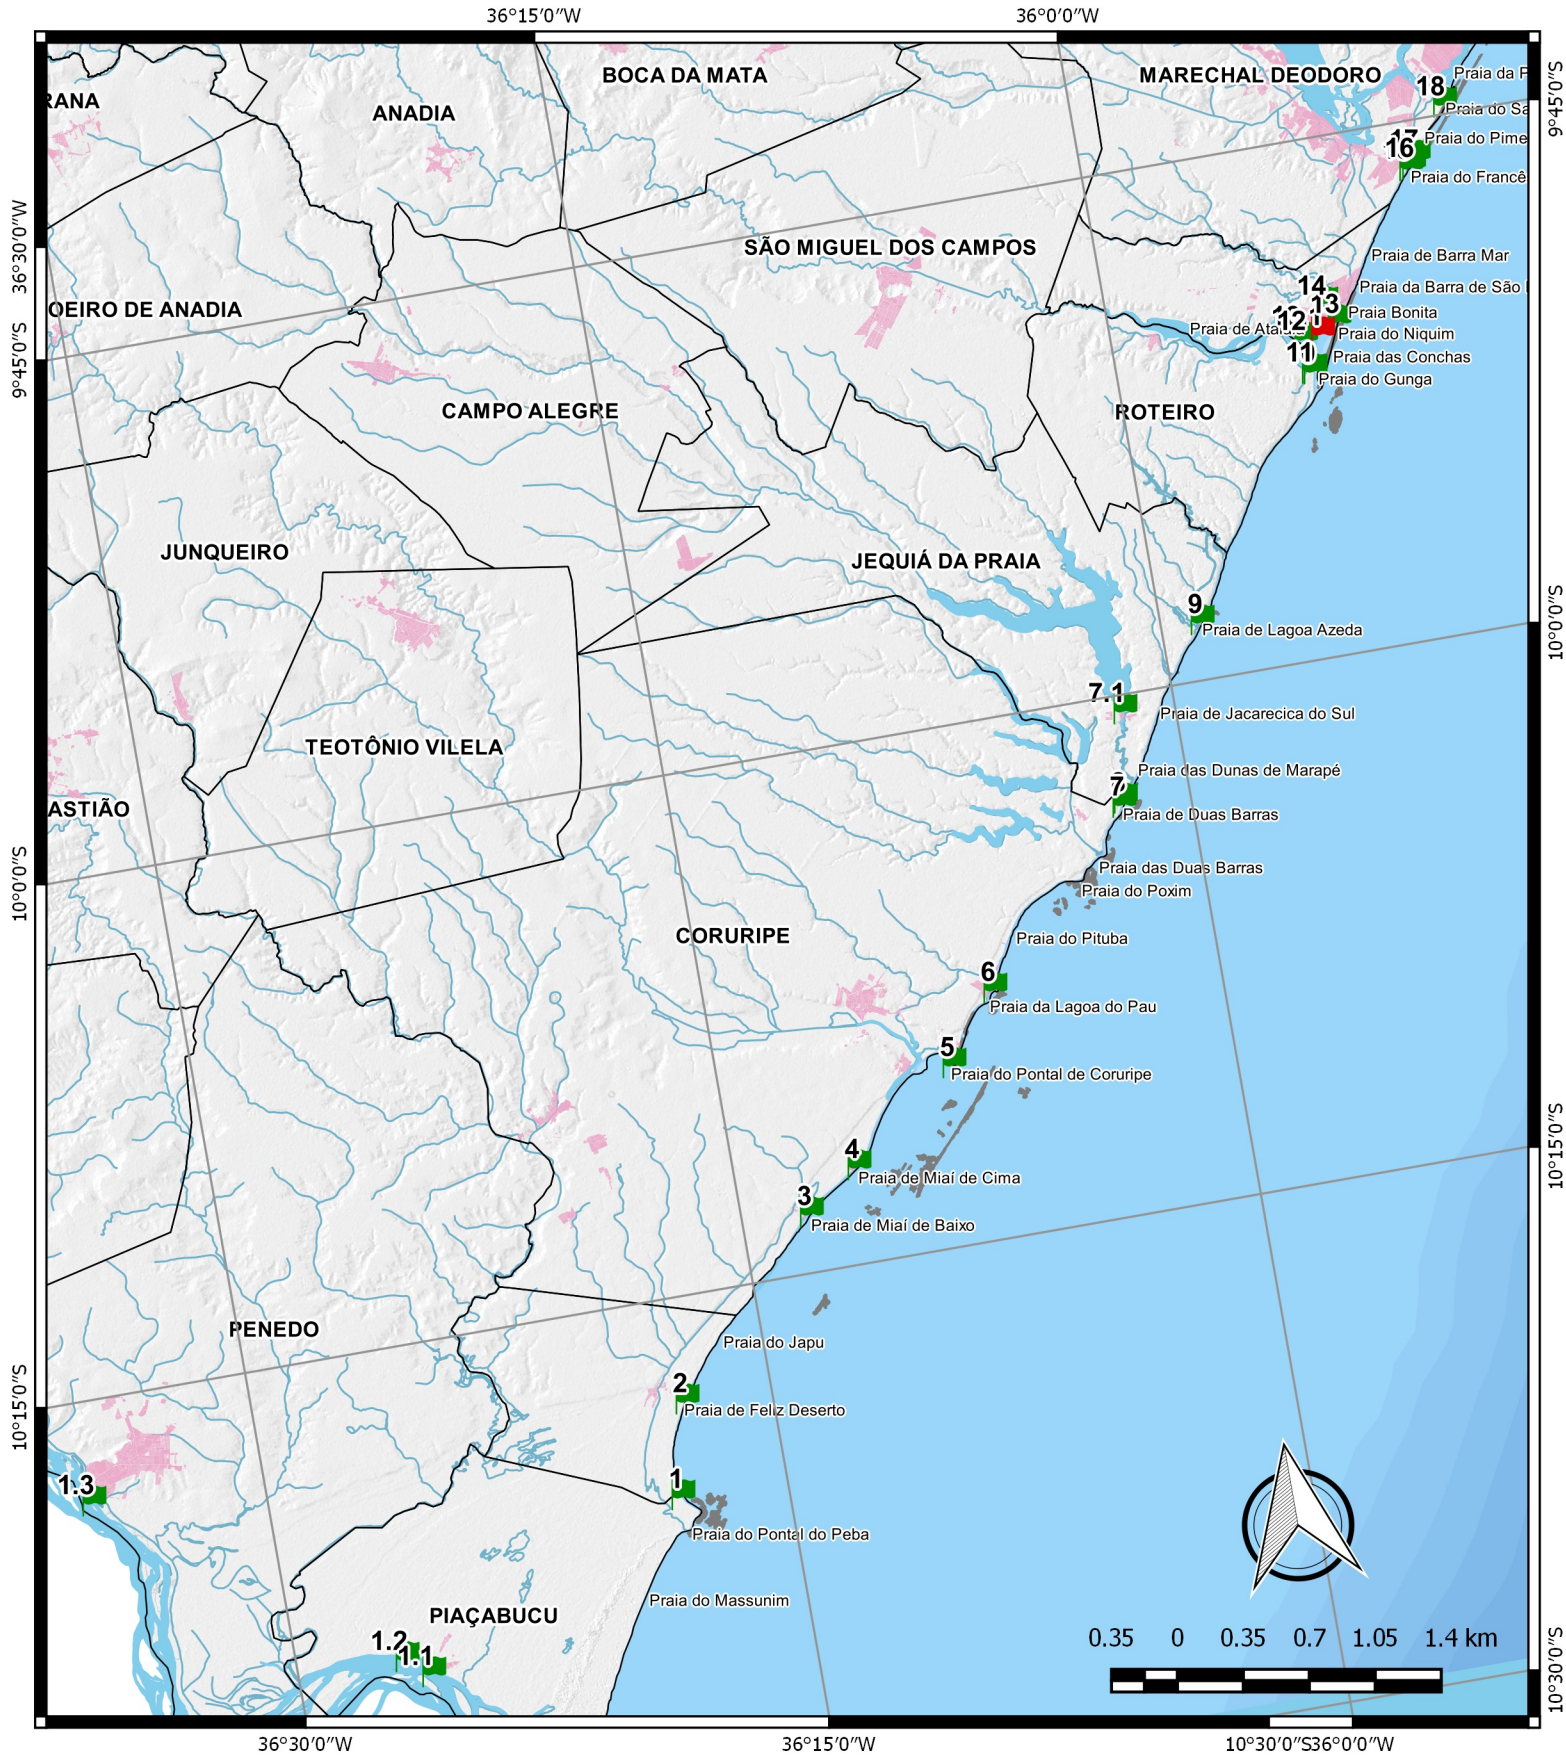 36°15'0"W
36°0'0"W
BOCA DA MATA
MARECHAL DEODORO
Praia da P
18
9°45'0"S
RANA
ANADIA
Praia do Sa
17
Praia do Pime
16
Praia do Francê
36°30'0"W
SÃO MIGUEL DOS CAMPOS
Praia de Barra Mar
14
Praia da Barra de São
OEIRO DE ANADIA
13
Praia Bonita
12
Praia de
Praia do Niquim
9°45'0"S
11
Praia das Conchas
Praia do Gunga
CAMPO ALEGRE
ROTEIRO
JUNQUEIRO
JEQUIÁ DA PRAIA
9
Praia de Lagoa Azeda
10°0'0"S
7.1
Praia de Jacarecica do Sul
TEOTÔNIO VILELA
Praia das Dunas de Marapé
7
ASTIÃO
Praia de Duas Barras
Praia das Duas Barras
10°0'0"S
Praia do Poxim
CORURIPE
Praia do Pituba
6
Praia da Lagoa do Pau
5
Praia do Pontal de Coruripe
10°15'0"S
4
Praia de Miaí de Cima
3
Praia de Miaí de Baixo
PENEDO
Praia do Japu
2
Praia de Feliz Deserto
10°15'0"S
1.3
1
Praia do Pontal do Peba
Praia do Massunim
PIAÇABUCU
1.2
1.1
0.35 0 0.35 0.7 1.05 1.4 km
10°30'0"S
36°30'0"W
36°15'0"W
10°30'0"S
36°0'0"W